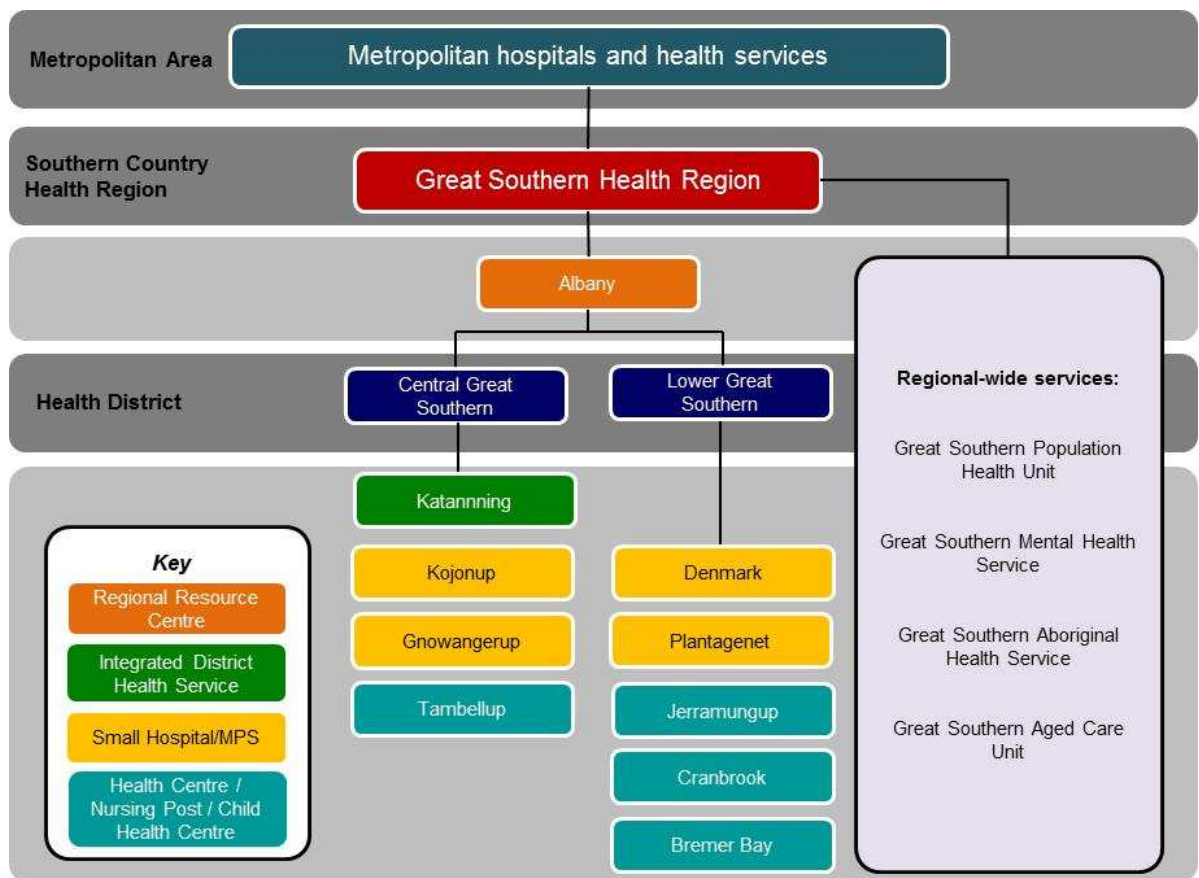 Metropolitan Area
Metropolitan hospitals and health services
Southern Country
Health Region
Great Southern Health Region
Albany
Health District
Central Great
Southern
Lower Great
Southern
Katannning
Kojonup
Gnowangerup
Tambellup
Denmark
Plantagenet
Jerramungup
Cranbrook
Bremer Bay
Regional-wide services:
Great Southern Population
Health Unit
Great Southern Mental Health
Service
Great Southern Aboriginal
Health Service
Great Southern Aged Care
Unit
Key
Regional Resource
Centre
Integrated District
Health Service
Small Hospital/MPS
Health Centre /
Nursing Post / Child
Health Centre